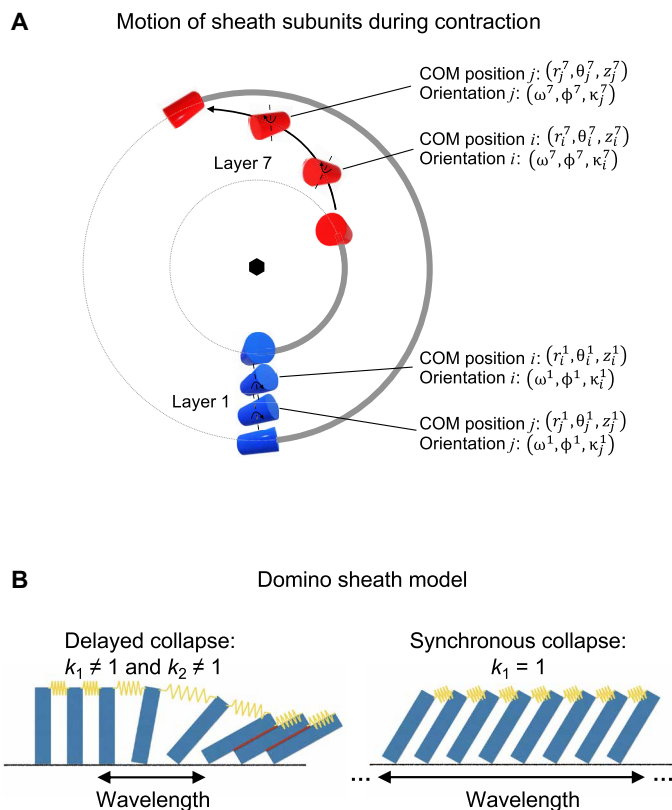 A
Motion of sheath subunits during contraction
COM position j: (r_j^7, θ_j^7, z_j^7)
Orientation j: (ω^7, ϕ^7, κ_j^7)
COM position i: (r_i^7, θ_i^7, z_i^7)
Orientation i: (ω^7, ϕ^7, κ_i^7)
Layer 7
COM position i: (r_i^1, θ_i^1, z_i^1)
Orientation i: (ω^1, ϕ^1, κ_i^1)
Layer 1
COM position j: (r_j^1, θ_j^1, z_j^1)
Orientation j: (ω^1, ϕ^1, κ_j^1)
B
Domino sheath model
Delayed collapse:
k₁ ≠ 1 and k₂ ≠ 1
Synchronous collapse:
k₁ = 1
Wavelength
... Wavelength ...